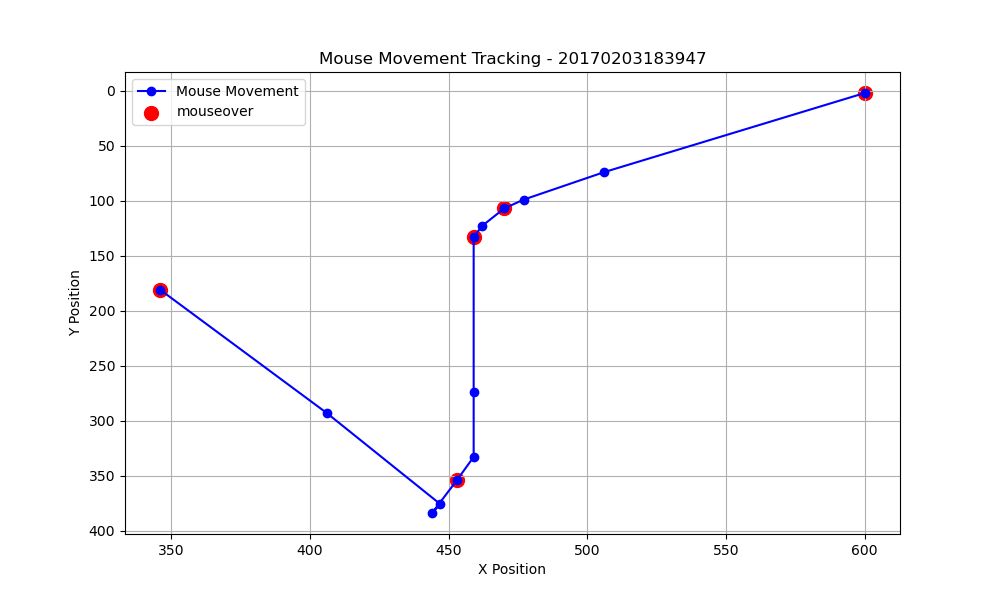 Mouse Movement Tracking - 20170203183947
Mouse Movement
mouseover
0
50
100
150
200
250
300
350
400
Y Position
350 400 450 500 550 600
X Position